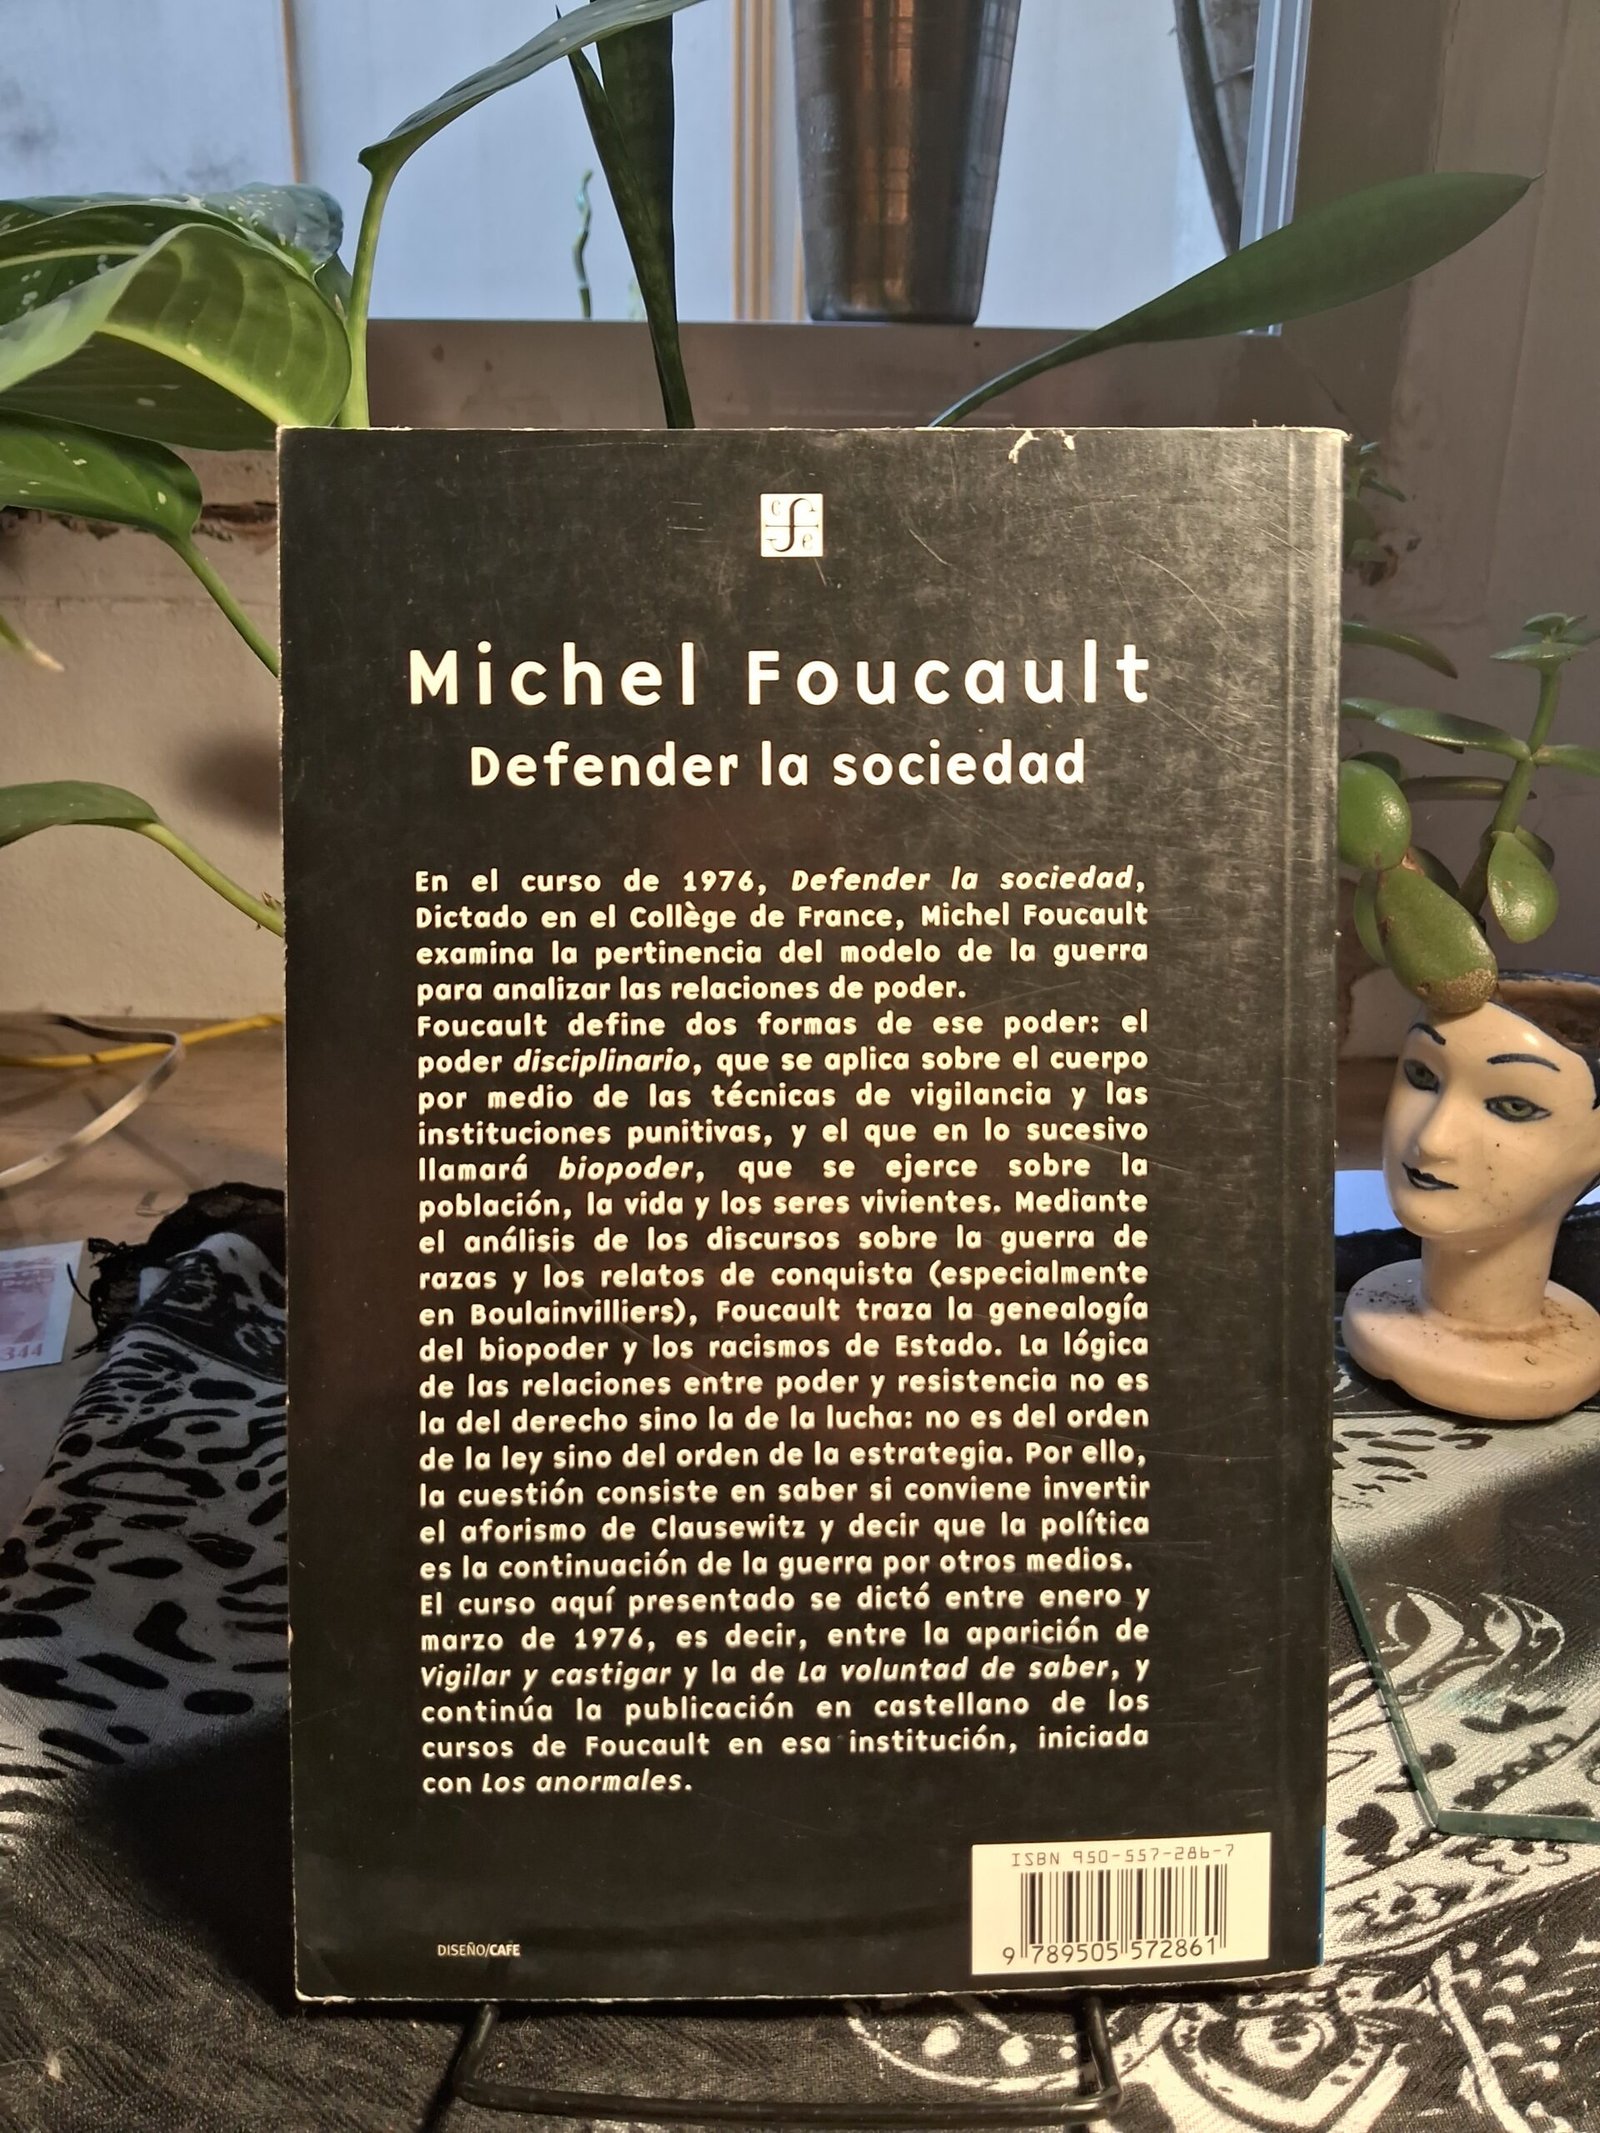 Michel Foucault
Defender la sociedad
En el curso de 1976, Defender la sociedad,
Dictado en el Collège de France, Michel Foucault
examina la pertinencia del modelo de la guerra
para analizar las relaciones de poder.
Foucault define dos formas de ese poder: el
poder disciplinario, que se aplica sobre el cuerpo
por medio de las técnicas de vigilancia y las
instituciones punitivas, y el que en lo sucesivo
llamará biopoder, que se ejerce sobre la
población, la vida y los seres vivientes. Mediante
el análisis de los discursos sobre la guerra de
razas y los relatos de conquista (especialmente
en Boulainvilliers), Foucault traza la genealogía
del biopoder y los racismos de Estado. La lógica
de las relaciones entre poder y resistencia no es
la del derecho sino la de la lucha: no es del orden
de la ley sino del orden de la estrategia. Por ello,
la cuestión consiste en saber si conviene invertir
el aforismo de Clausewitz y decir que la política
es la continuación de la guerra por otros medios.
El curso aquí presentado se dictó entre enero y
marzo de 1976, es decir, entre la aparición de
Vigilar y castigar y la de La voluntad de saber, y
continúa la publicación en castellano de los
cursos de Foucault en esa institución, iniciada
con Los anormales.
ISBN 950-557-286-7
9 789505 572861
DISEÑO/CAFE
344